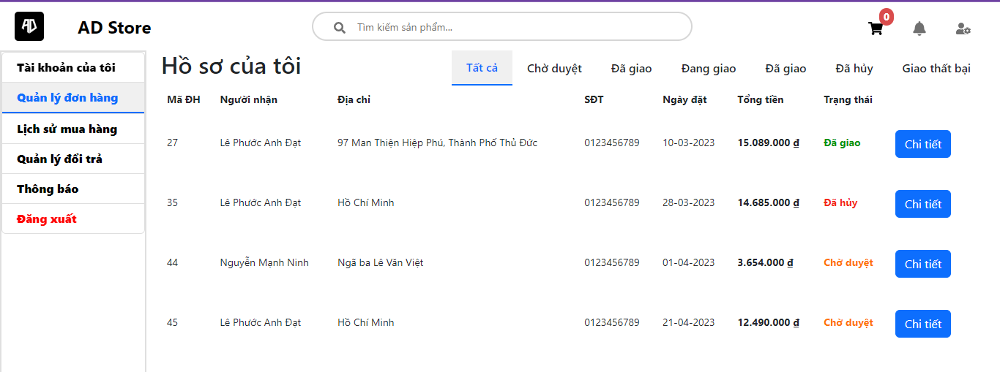 AD AD Store Tìm kiếm sản phẩm... 0
Tài khoản của tôi
Quản lý đơn hàng
Lịch sử mua hàng
Quản lý đổi trả
Thông báo
Đăng xuất
Hồ sơ của tôi
Tất cả Chờ duyệt Đã giao Đang giao Đã giao Đã hủy Giao thất bại
Mã ĐH Người nhận Địa chỉ SĐT Ngày đặt Tổng tiền Trạng thái
27 Lê Phước Anh Đạt 97 Man Thiện Hiệp Phú, Thành Phố Thủ Đức 0123456789 10-03-2023 15.089.000 ₫ Đã giao Chi tiết
35 Lê Phước Anh Đạt Hồ Chí Minh 0123456789 28-03-2023 14.685.000 ₫ Đã hủy Chi tiết
44 Nguyễn Mạnh Ninh Ngã ba Lê Văn Việt 0123456789 01-04-2023 3.654.000 ₫ Chờ duyệt Chi tiết
45 Lê Phước Anh Đạt Hồ Chí Minh 0123456789 21-04-2023 12.490.000 ₫ Chờ duyệt Chi tiết